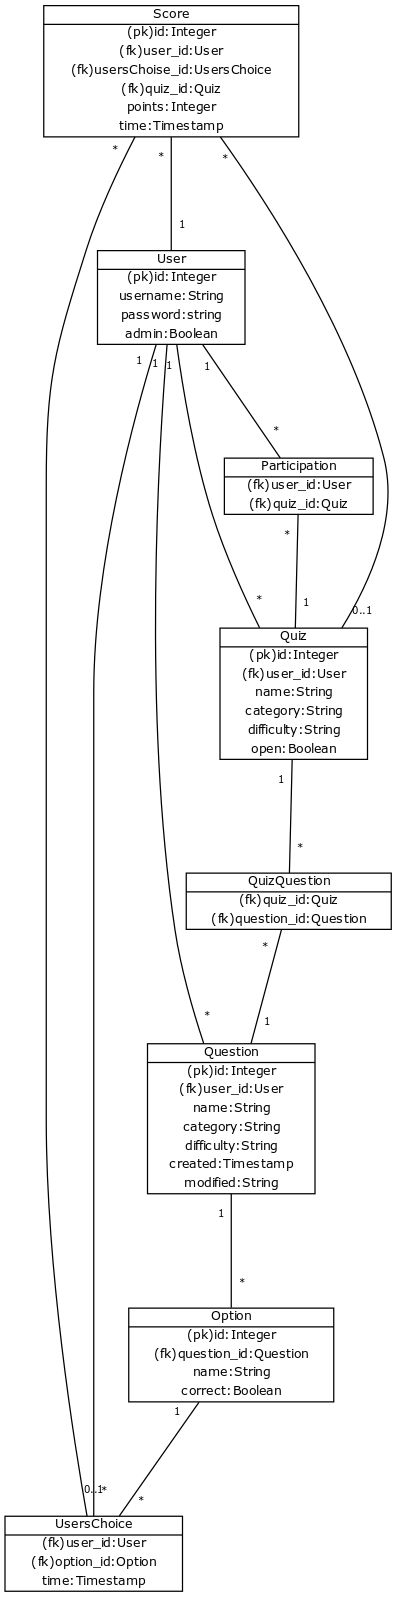 Score
(pk)id:Integer
(fk)user_id:User
(fk)usersChoise_id:UsersChoice
(fk)quiz_id:Quiz
points:Integer
time:Timestamp
* * *
1
User
(pk)id:Integer
username:String
password:string
admin:Boolean
1 1 1 1
*
Participation
(fk)user_id:User
(fk)quiz_id:Quiz
*
* 1 0..1
Quiz
(pk)id:Integer
(fk)user_id:User
name:String
category:String
difficulty:String
open:Boolean
1
*
QuizQuestion
(fk)quiz_id:Quiz
(fk)question_id:Question
*
* 1
Question
(pk)id:Integer
(fk)user_id:User
name:String
category:String
difficulty:String
created:Timestamp
modified:String
1
*
Option
(pk)id:Integer
(fk)question_id:Question
name:String
correct:Boolean
1
0..1* *
UsersChoice
(fk)user_id:User
(fk)option_id:Option
time:Timestamp